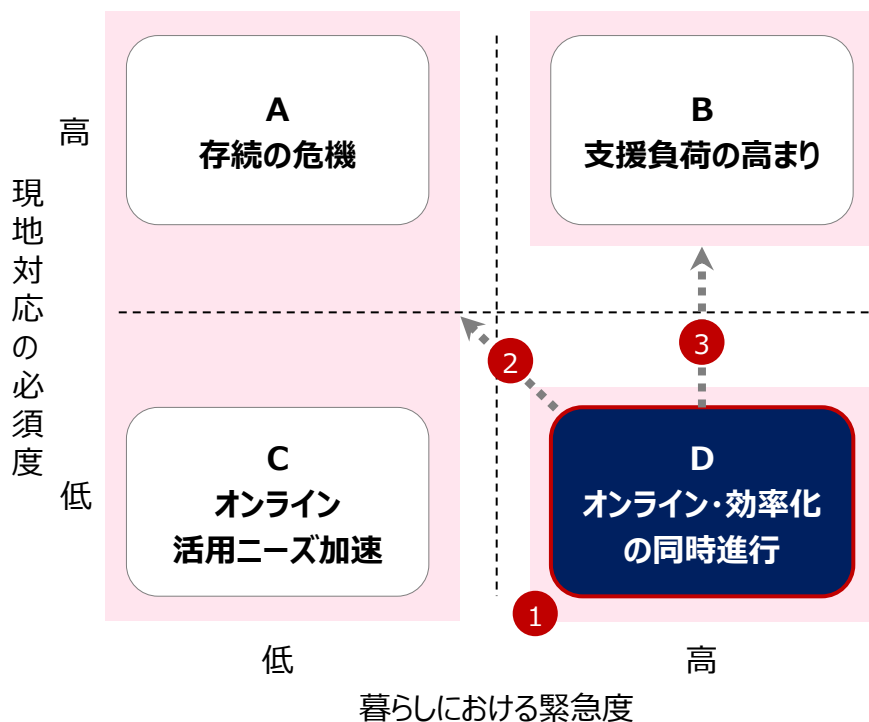 高
現地対応の必須度
低
A
存続の危機
B
支援負荷の高まり
2
3
C
オンライン
活用ニーズ加速
D
オンライン・効率化
の同時進行
1
低
高
暮らしにおける緊急度